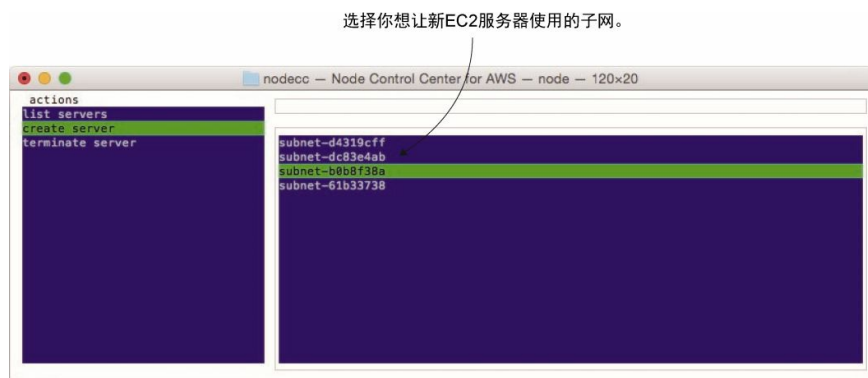 选择你想让新EC2服务器使用的子网。
nodecc — Node Control Center for AWS — node — 120×20
actions
list servers
create server
terminate server
subnet-d4319cff
subnet-dc83e4ab
subnet-b0b8f38a
subnet-61b33738